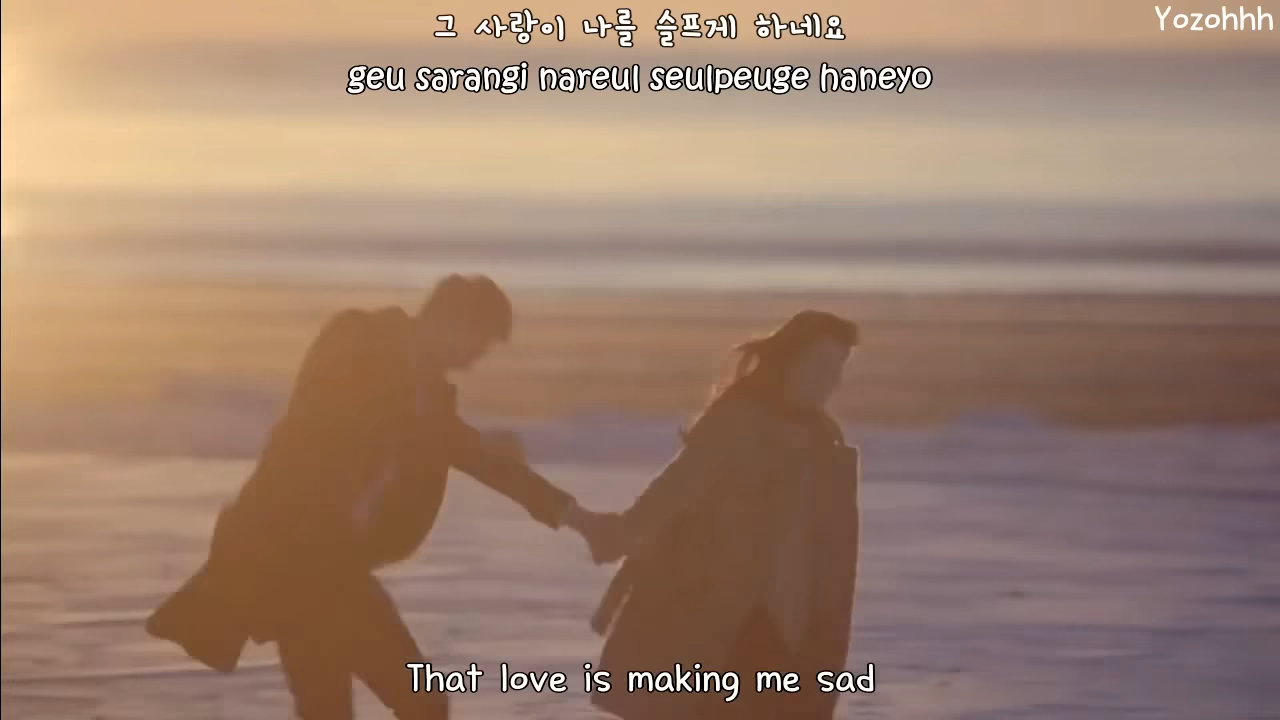 Yozohhh
그 사랑이 나를 슬프게 하네요
geu sarangi nareul seulpeuge haneyo
That love is making me sad